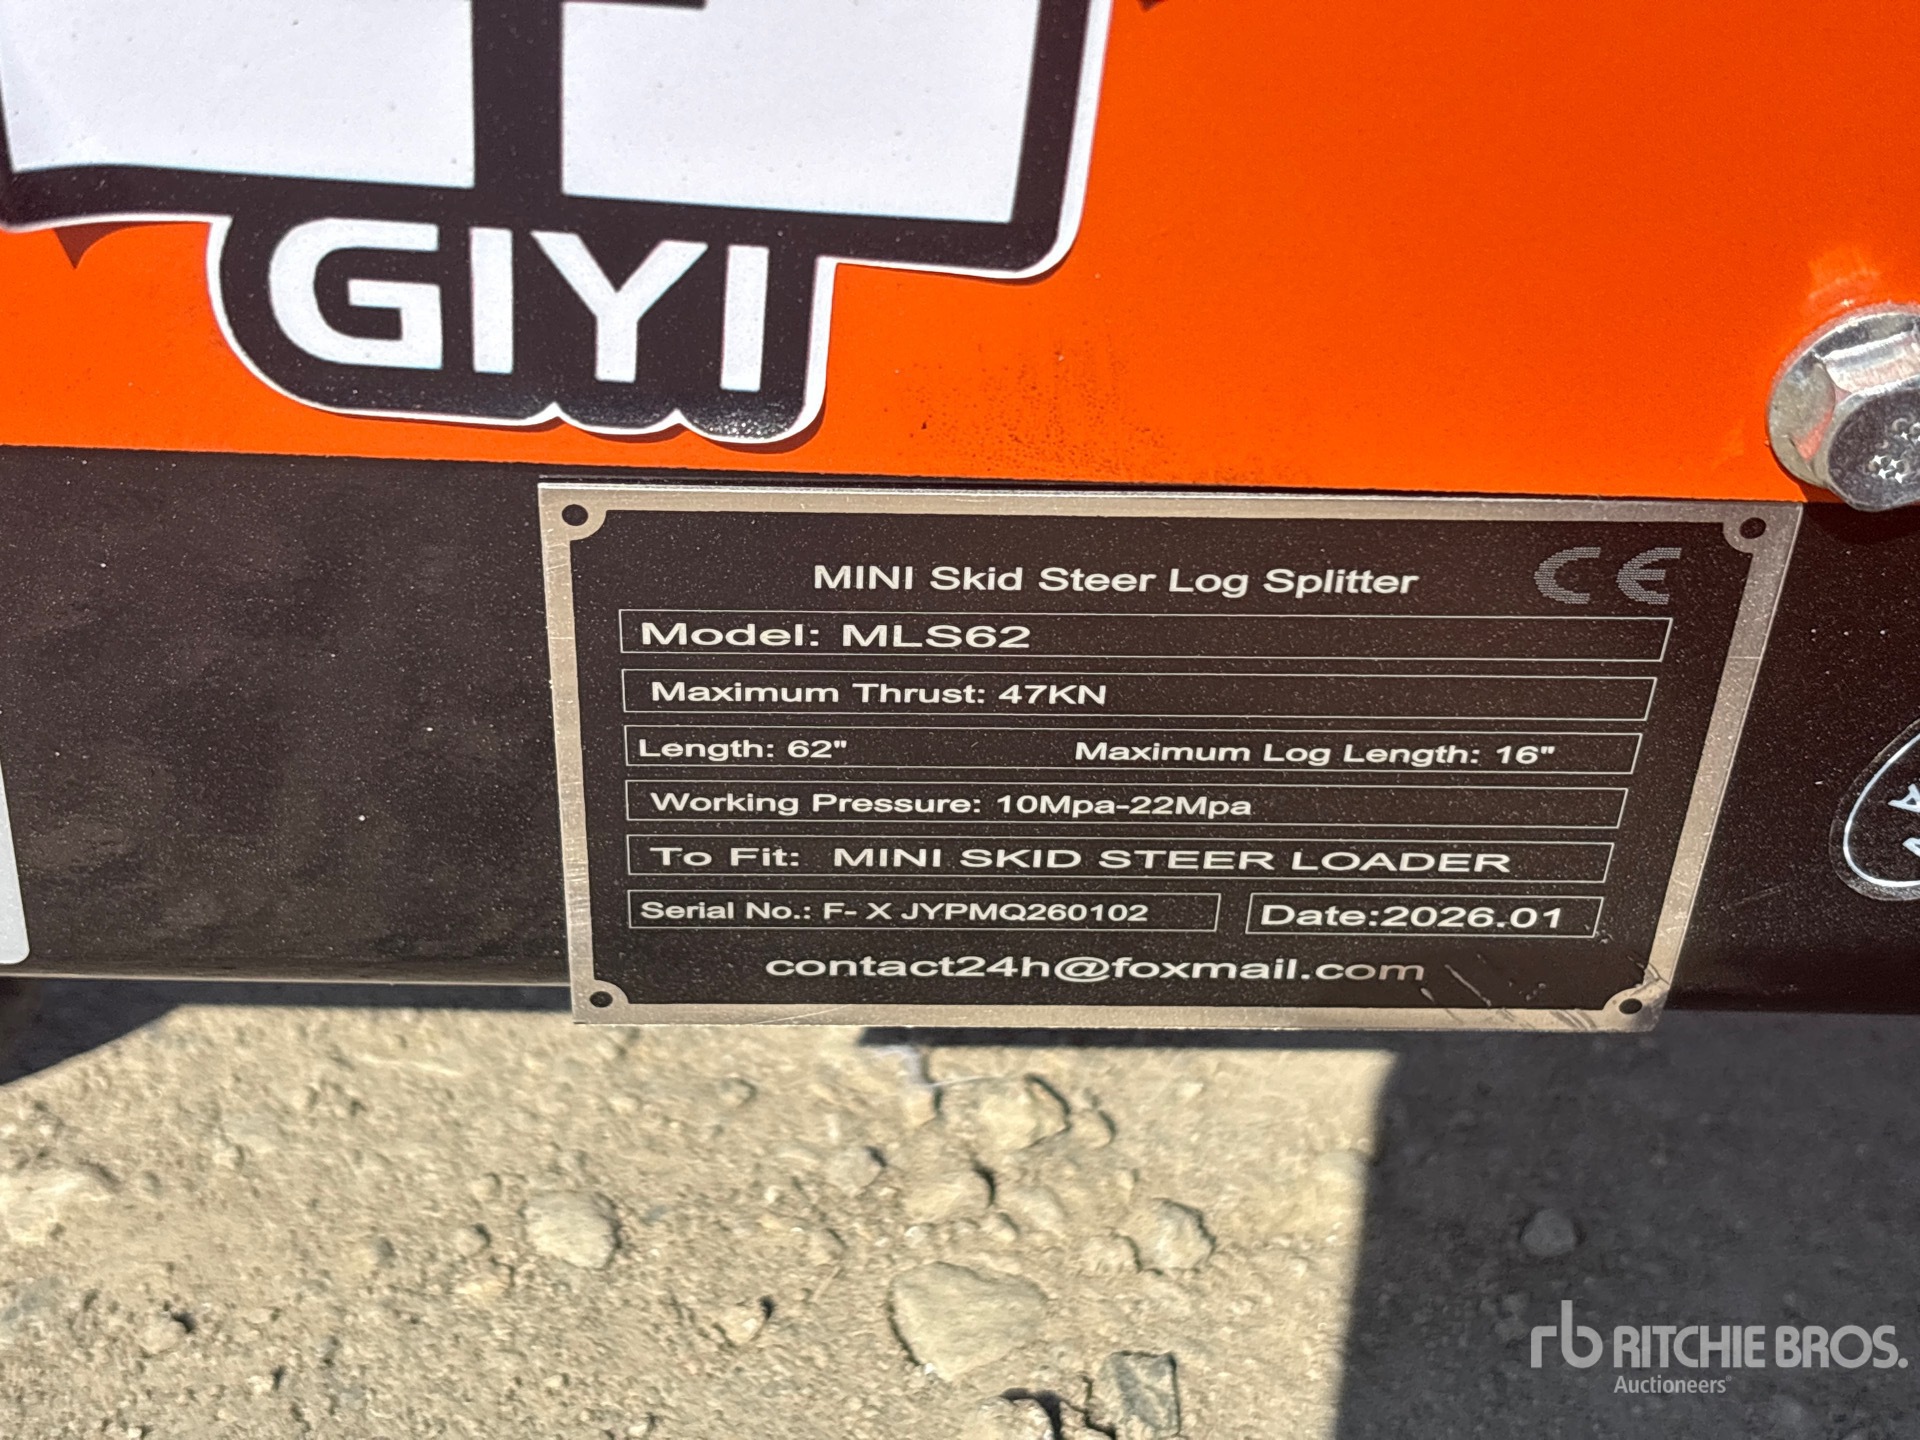 GIYI
MINI Skid Steer Log Splitter CE
Model: MLS62
Maximum Thrust: 47KN
Length: 62" Maximum Log Length: 16"
Working Pressure: 10Mpa-22Mpa
To Fit: MINI SKID STEER LOADER
Serial No.: F- X JYPMQ260102 Date:2026.01
contact24h@foxmail.com
rb RITCHIE BROS.
Auctioneers